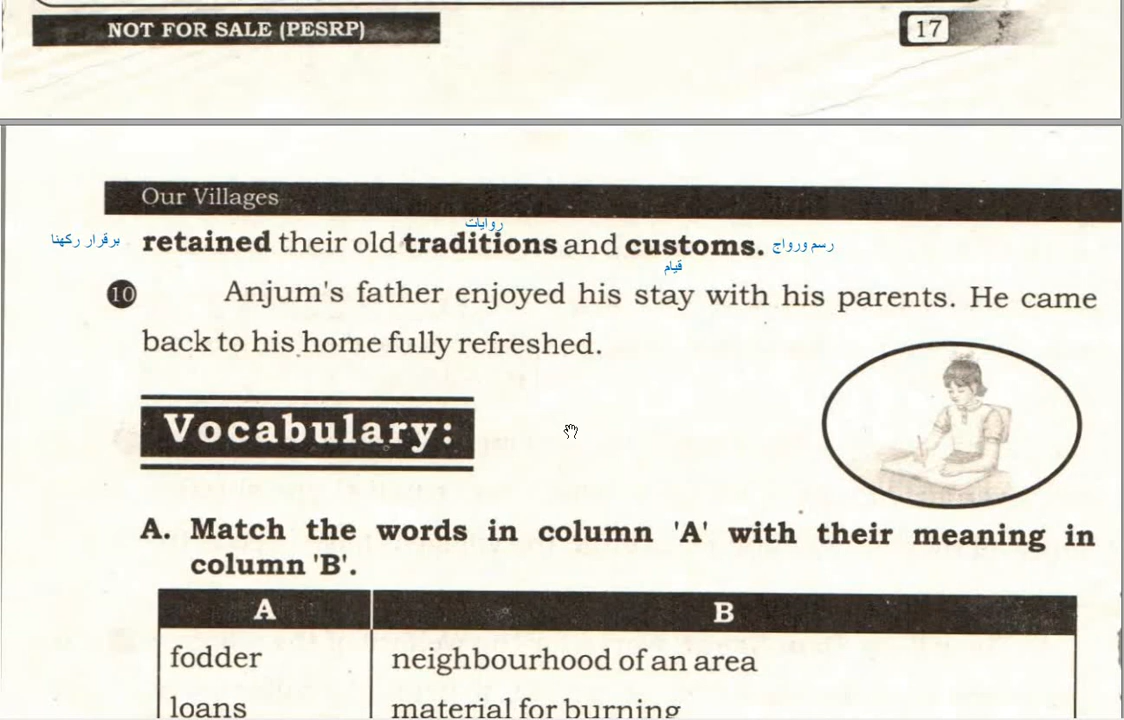 NOT FOR SALE (PESRP)
17
Our Villages
روایات
برقرار رکھنا retained their old traditions and customs. رسم ورواج
قیام
10 Anjum's father enjoyed his stay with his parents. He came
back to his home fully refreshed.
Vocabulary:
A. Match the words in column 'A' with their meaning in
column 'B'.
A B
fodder neighbourhood of an area
loans material for burning